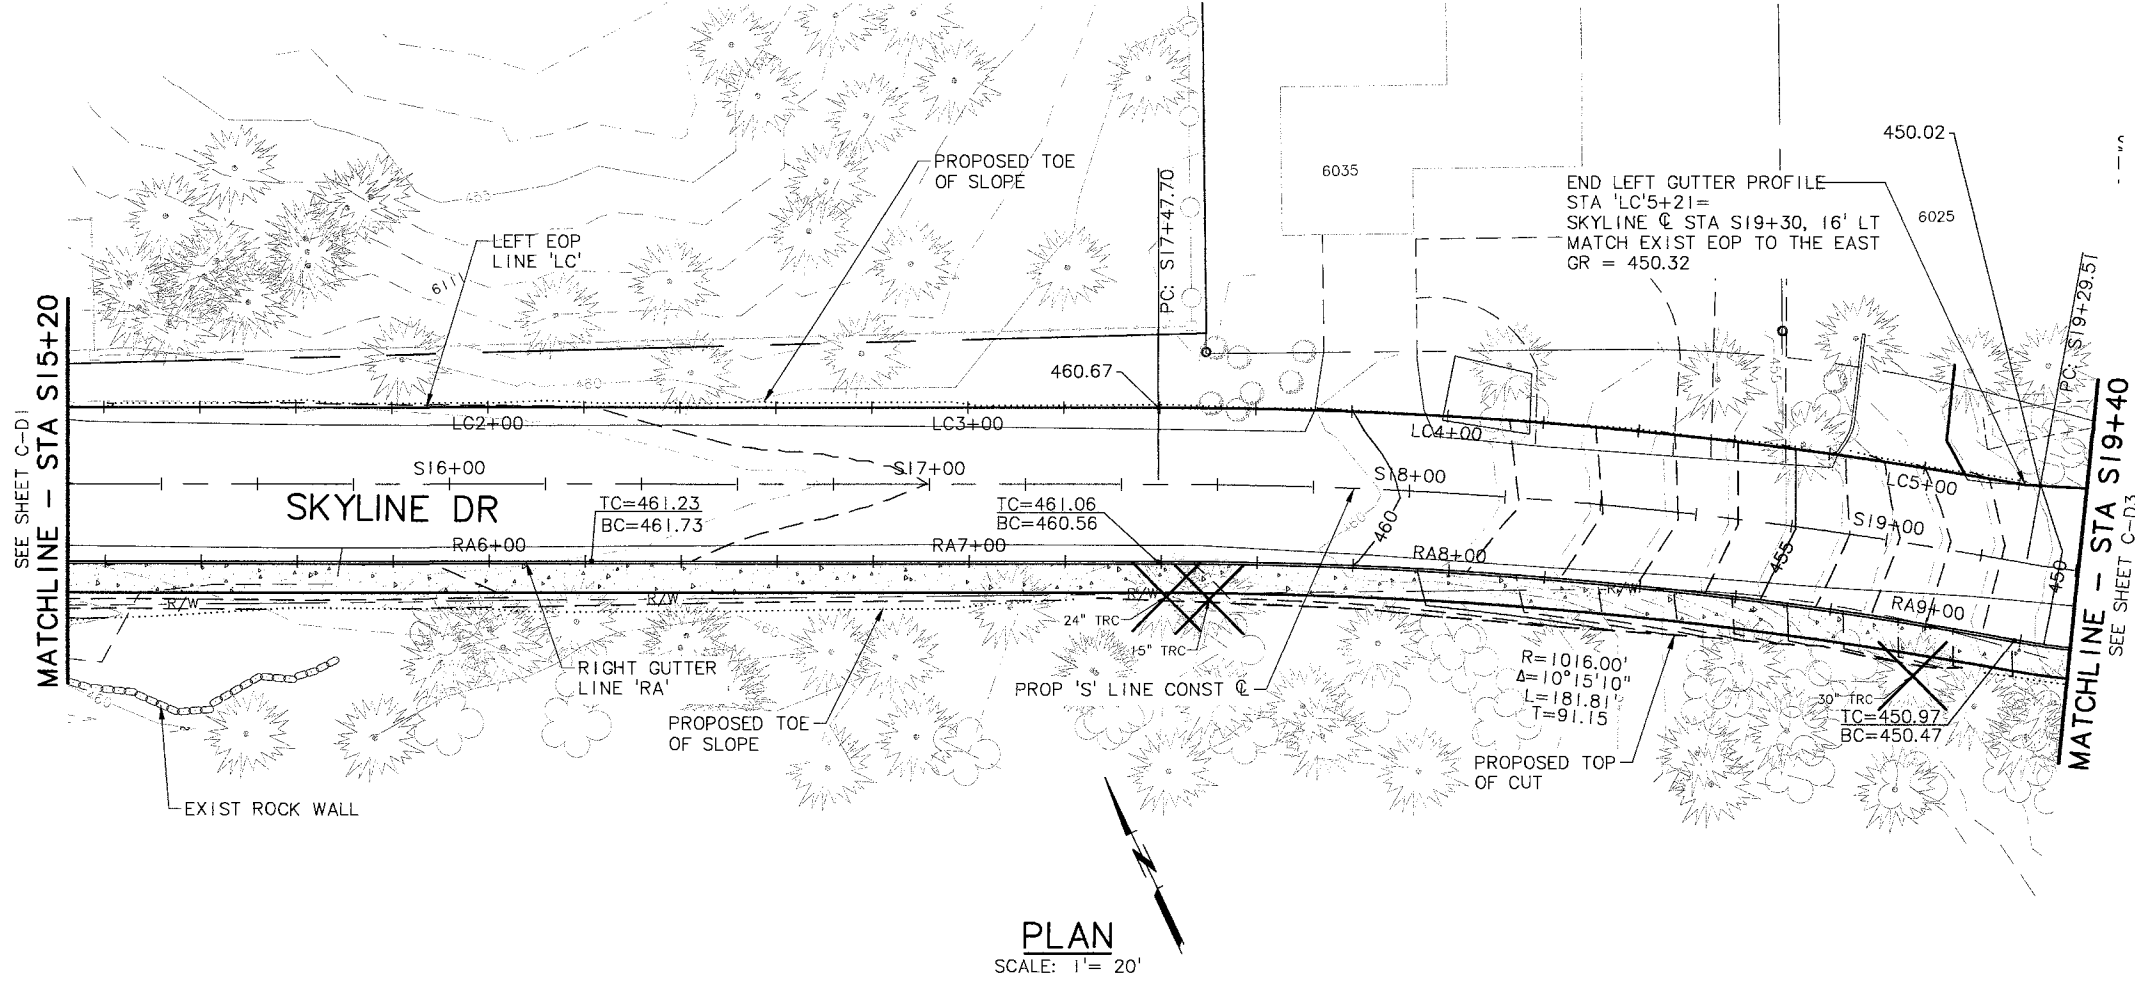 PROPOSED TOE
OF SLOPE
LEFT EOP
LINE 'LC'
6111
480
460
PC: S17+47.70
460.67
6035
450.02
END LEFT GUTTER PROFILE
STA 'LC'5+21=
SKYLINE ℄ STA S19+30, 16' LT
MATCH EXIST EOP TO THE EAST
GR = 450.32
6025
PC: S19+29.51
SEE SHEET C-D1
MATCHLINE - STA S15+20
LC2+00
LC3+00
LC4+00
LC5+00
S16+00
S17+00
S18+00
S19+00
SKYLINE DR
TC=461.23
BC=461.73
TC=461.06
BC=460.56
460
455
450
RA6+00
RA7+00
RA8+00
RA9+00
R/W
R/W
R/W
R/W
24" TRC
15" TRC
30" TRC
RIGHT GUTTER
LINE 'RA'
PROP 'S' LINE CONST ℄
R=1016.00'
Δ=10°15'10"
L=181.81'
T=91.15
TC=450.97
BC=450.47
PROPOSED TOE
OF SLOPE
PROPOSED TOP
OF CUT
EXIST ROCK WALL
MATCHLINE - STA S19+40
SEE SHEET C-D3
PLAN
SCALE: 1'= 20'